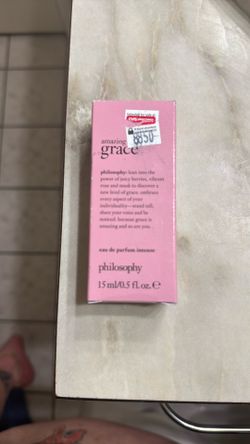 8850
amazing
grace
philosophy: lean into the
power of juicy berries, vibrant
rose and musk to discover a
new kind of grace. embrace
every aspect of your
individuality—stand tall,
share your voice and be
noticed. because grace is
amazing and so are you...
eau de parfum intense
philosophy
15 ml/0.5 fl. oz. e